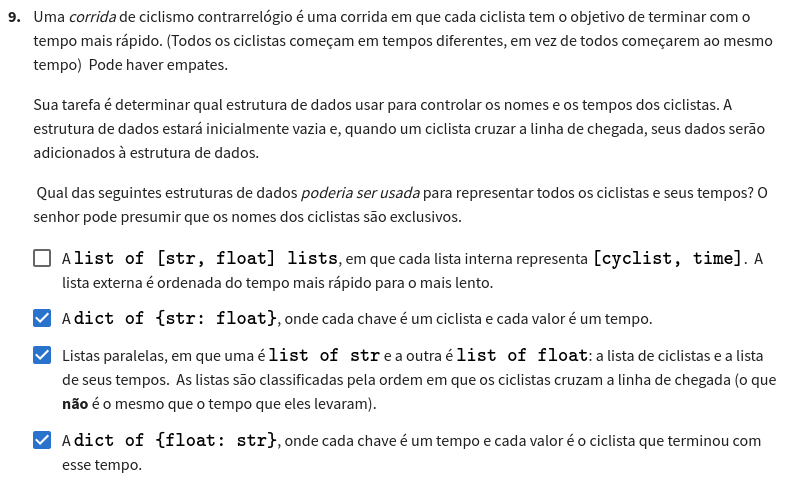 9. Uma corrida de ciclismo contrarrelógio é uma corrida em que cada ciclista tem o objetivo de terminar com o
tempo mais rápido. (Todos os ciclistas começam em tempos diferentes, em vez de todos começarem ao mesmo
tempo) Pode haver empates.
Sua tarefa é determinar qual estrutura de dados usar para controlar os nomes e os tempos dos ciclistas. A
estrutura de dados estará inicialmente vazia e, quando um ciclista cruzar a linha de chegada, seus dados serão
adicionados à estrutura de dados.
Qual das seguintes estruturas de dados poderia ser usada para representar todos os ciclistas e seus tempos? O
senhor pode presumir que os nomes dos ciclistas são exclusivos.
A list of [str, float] lists, em que cada lista interna representa [cyclist, time]. A
lista externa é ordenada do tempo mais rápido para o mais lento.
A dict of {str: float}, onde cada chave é um ciclista e cada valor é um tempo.
Listas paralelas, em que uma é list of str e a outra é list of float: a lista de ciclistas e a lista
de seus tempos. As listas são classificadas pela ordem em que os ciclistas cruzam a linha de chegada (o que
não é o mesmo que o tempo que eles levaram).
A dict of {float: str}, onde cada chave é um tempo e cada valor é o ciclista que terminou com
esse tempo.